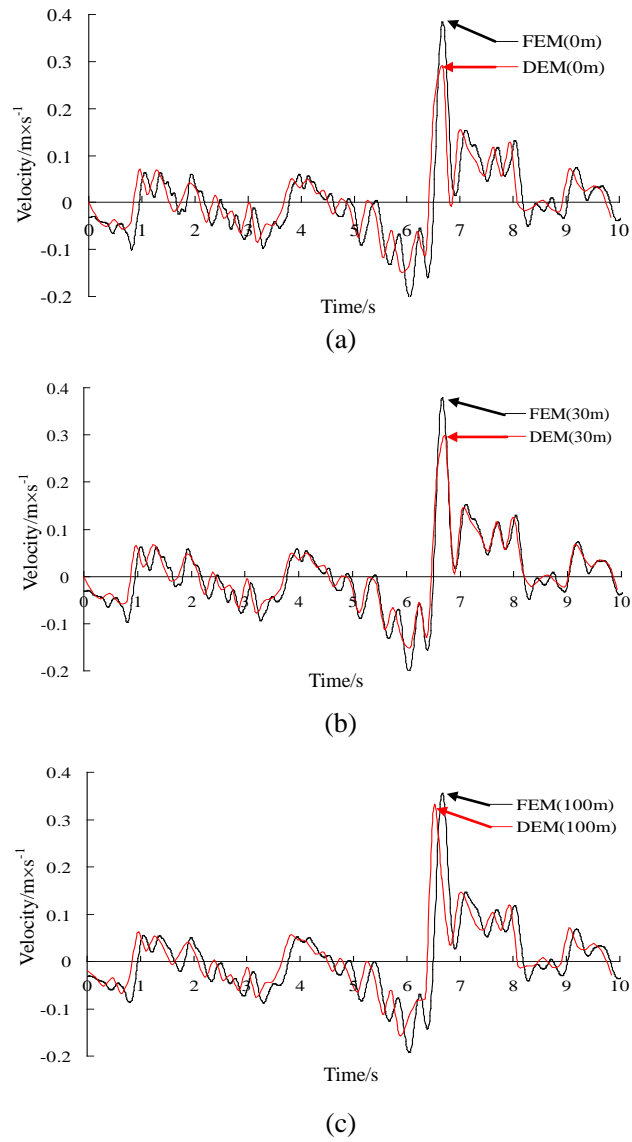 0.4
FEM(0m)
0.3
DEM(0m)
0.2
Velocity/m×s⁻¹
0.1
0
0 1 2 3 4 5 6 7 8 9 10
-0.1
-0.2
Time/s
(a)
0.4
FEM(30m)
0.3
DEM(30m)
0.2
Velocity/m×s⁻¹
0.1
0
0 1 2 3 4 5 6 7 8 9 10
-0.1
-0.2
Time/s
(b)
0.4
FEM(100m)
0.3
DEM(100m)
0.2
Velocity/m×s⁻¹
0.1
0
0 1 2 3 4 5 6 7 8 9 10
-0.1
-0.2
Time/s
(c)